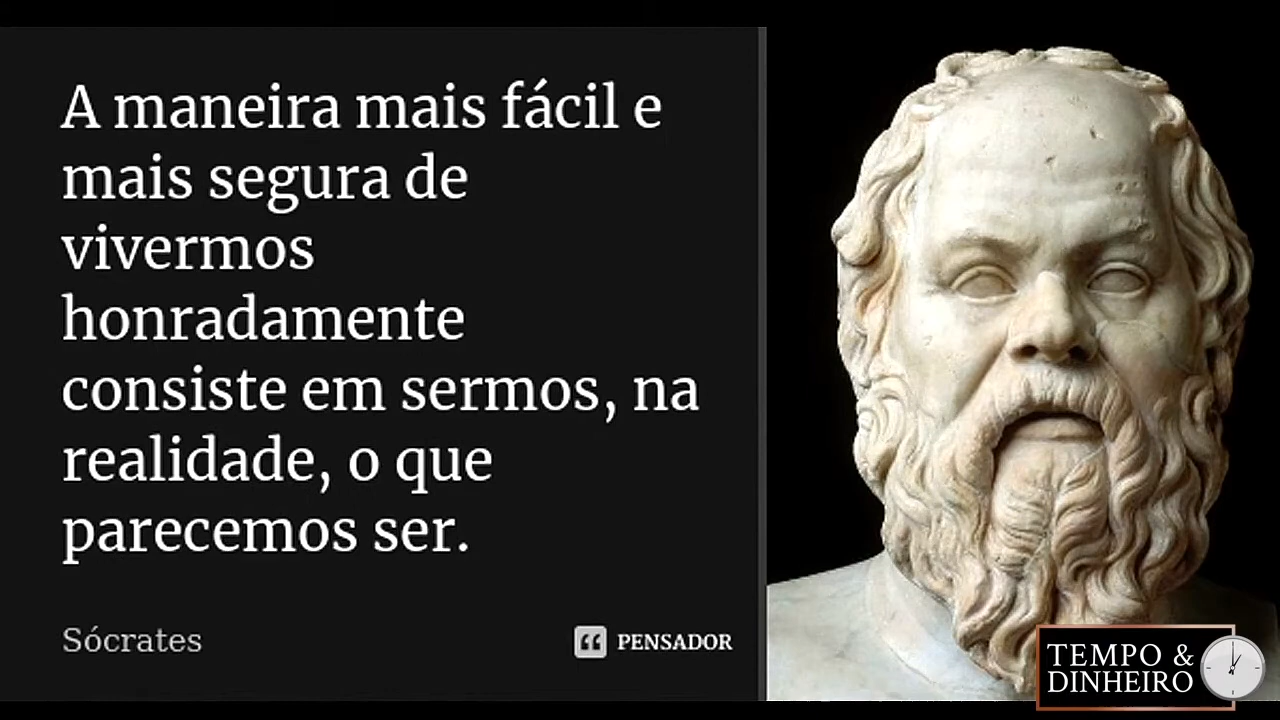 A maneira mais fácil e
mais segura de
vivermos
honradamente
consiste em sermos, na
realidade, o que
parecemos ser.
Sócrates
PENSADOR
TEMPO &
DINHEIRO